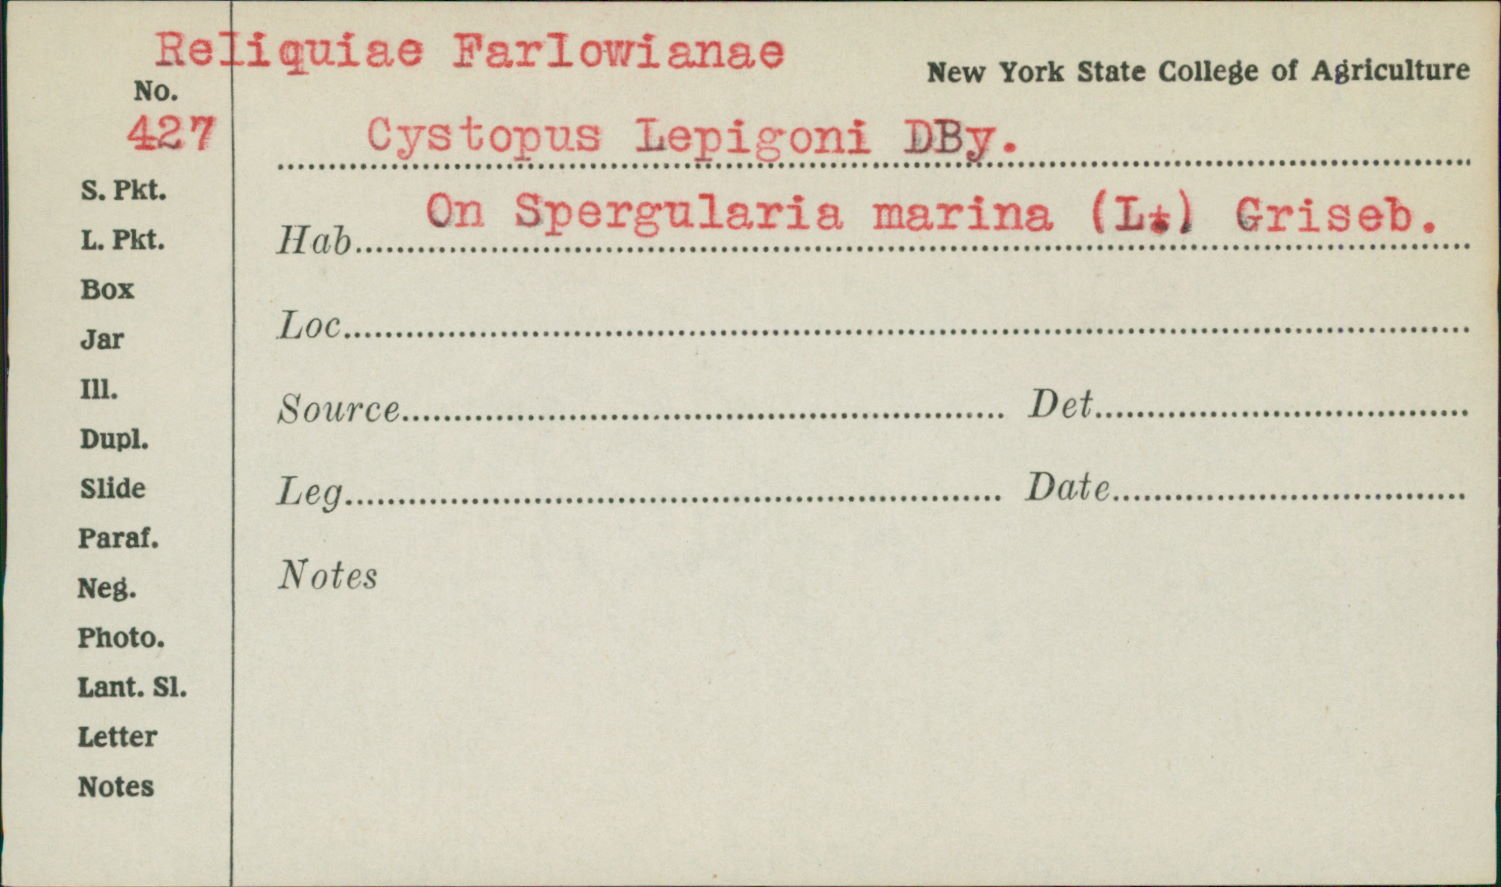 Reliquiae Farlowianae
New York State College of Agriculture
No.
427
Cystopus Lepigoni DBy.
S. Pkt.
On Spergularia marina (L.) Griseb.
Hab
L. Pkt.
Box
Loc
Jar
Ill.
Source Det
Dupl.
Slide
Leg Date
Paraf.
Notes
Neg.
Photo.
Lant. Sl.
Letter
Notes